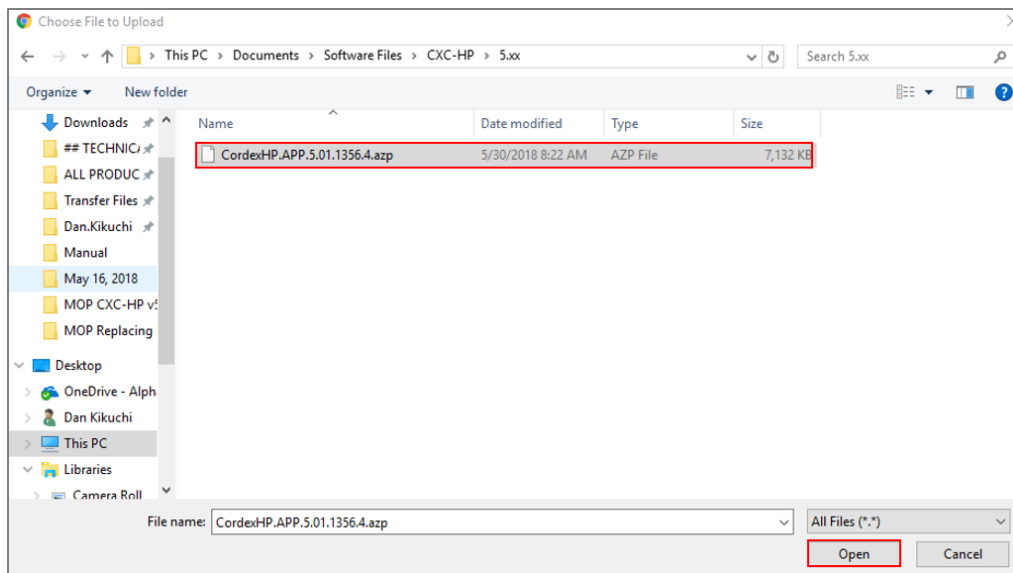 Choose File to Upload
This PC > Documents > Software Files > CXC-HP > 5.xx
Search 5.xx
Organize
New folder
Name Date modified Type Size
CordexHP.APP.5.01.1356.4.azp 5/30/2018 8:22 AM AZP File 7,132 KB
Downloads
## TECHNIC
ALL PRODUC
Transfer Files
Dan.Kikuchi
Manual
May 16, 2018
MOP CXC-HP v5
MOP Replacing
Desktop
OneDrive - Alph
Dan Kikuchi
This PC
Libraries
Camera Roll
File name: CordexHP.APP.5.01.1356.4.azp All Files (*.*)
Open Cancel